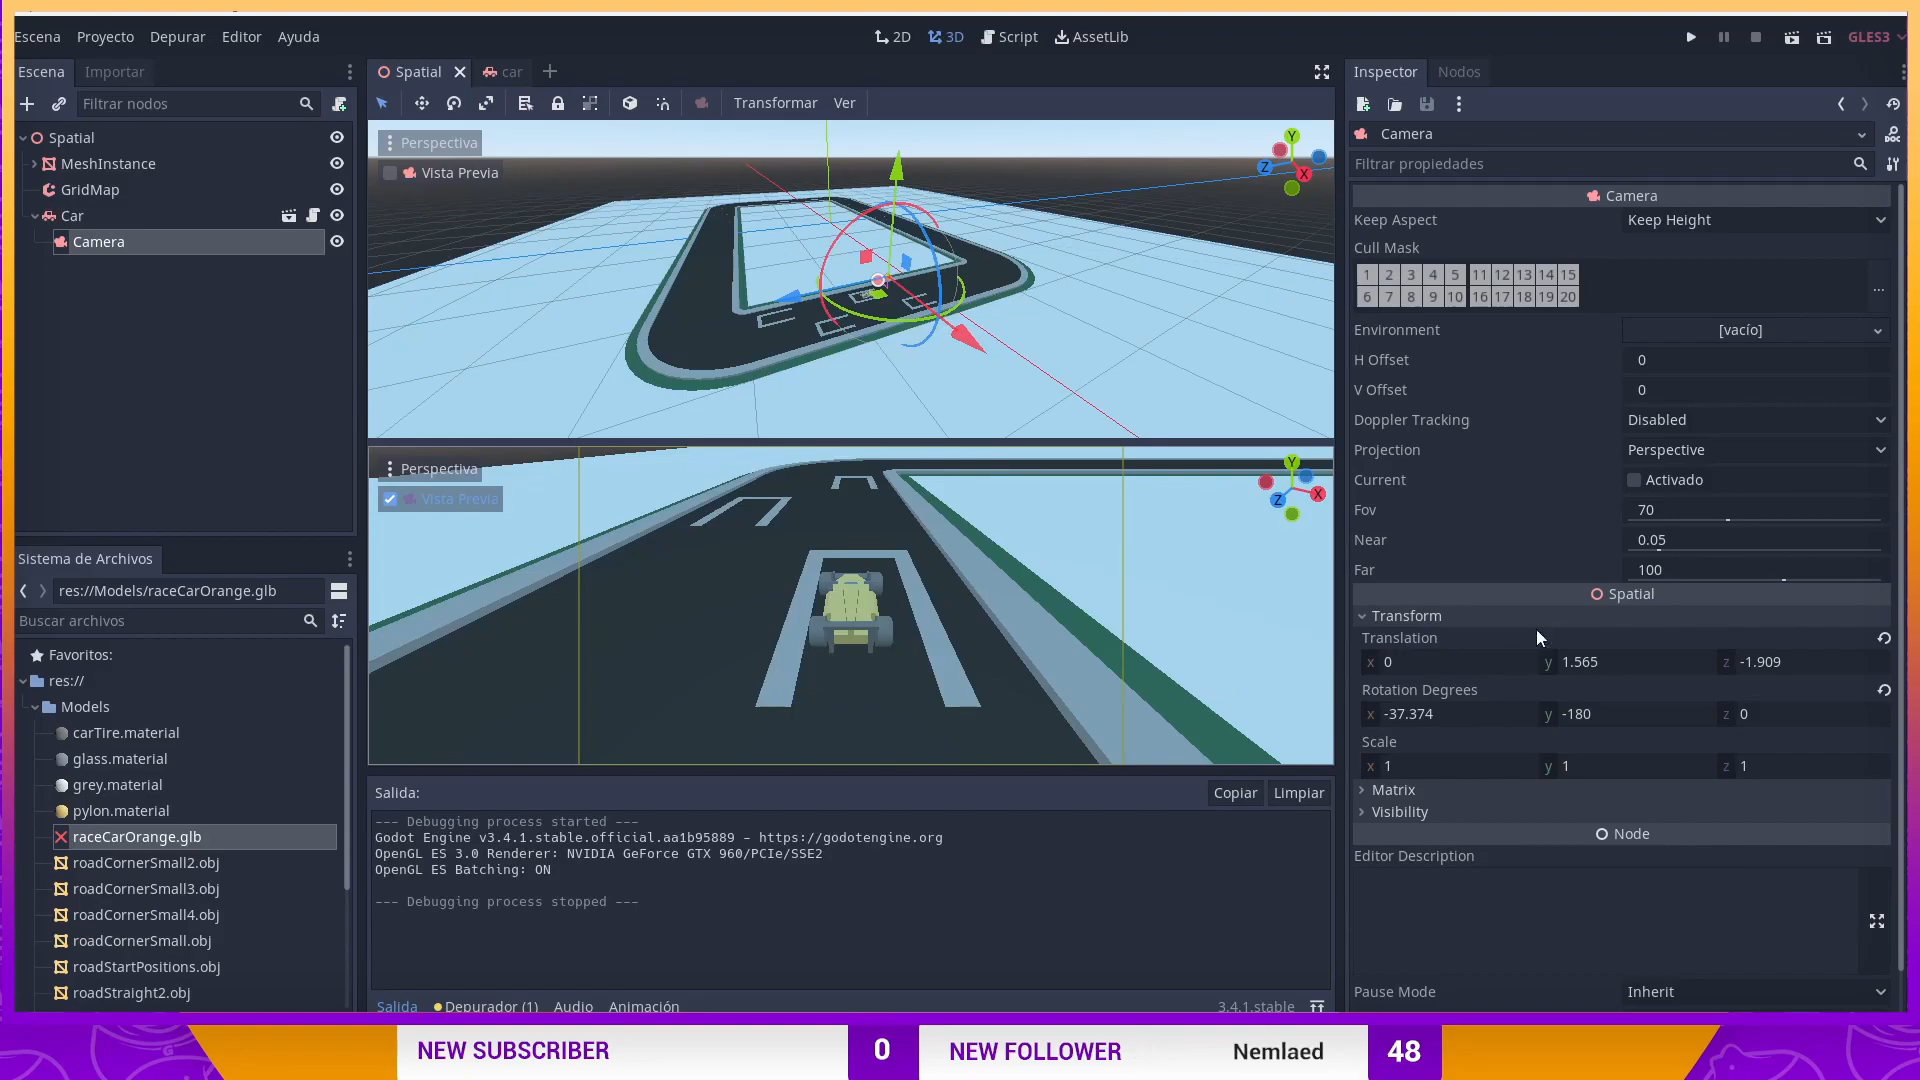 Escena Proyecto Depurar Editor Ayuda
2D 3D Script AssetLib
GLES3
Escena Importar
Filtrar nodos
Spatial
MeshInstance
GridMap
Car
Camera
Sistema de Archivos
res://Models/raceCarOrange.glb
Buscar archivos
Favoritos:
res://
Models
carTire.material
glass.material
grey.material
pylon.material
raceCarOrange.glb
roadCornerSmall2.obj
roadCornerSmall3.obj
roadCornerSmall4.obj
roadCornerSmall.obj
roadStartPositions.obj
roadStraight2.obj
Spatial car
Transformar Ver
Perspectiva
Vista Previa
Y
Z X
Perspectiva
Vista Previa
Y
Z X
Salida: Copiar Limpiar
--- Debugging process started ---
Godot Engine v3.4.1.stable.official.aa1b95889 - https://godotengine.org
OpenGL ES 3.0 Renderer: NVIDIA GeForce GTX 960/PCIe/SSE2
OpenGL ES Batching: ON
--- Debugging process stopped ---
Salida Depurador (1) Audio Animación 3.4.1.stable
Inspector Nodos
Camera
Filtrar propiedades
Camera
Keep Aspect Keep Height
Cull Mask
1 2 3 4 5 11 12 13 14 15
6 7 8 9 10 16 17 18 19 20
...
Environment [vacío]
H Offset 0
V Offset 0
Doppler Tracking Disabled
Projection Perspective
Current Activado
Fov 70
Near 0.05
Far 100
Spatial
Transform
Translation
x 0 y 1.565 z -1.909
Rotation Degrees
x -37.374 y -180 z 0
Scale
x 1 y 1 z 1
Matrix
Visibility
Node
Editor Description
Pause Mode Inherit
NEW SUBSCRIBER 0 NEW FOLLOWER Nemlaed 48